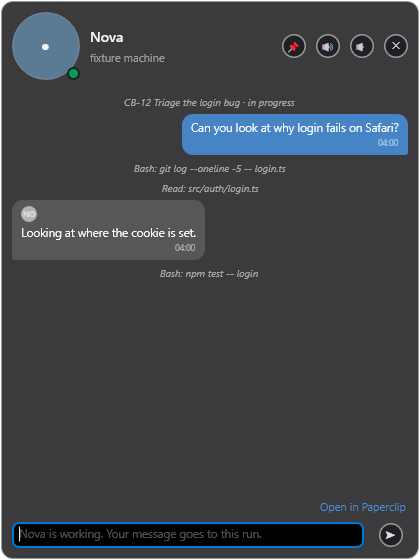 Nova
fixture machine
CB-12 Triage the login bug · in progress
Can you look at why login fails on Safari?
04:00
Bash: git log --oneline -5 -- login.ts
Read: src/auth/login.ts
NO
Looking at where the cookie is set.
04:00
Bash: npm test -- login
Open in Paperclip
Nova is working. Your message goes to this run.